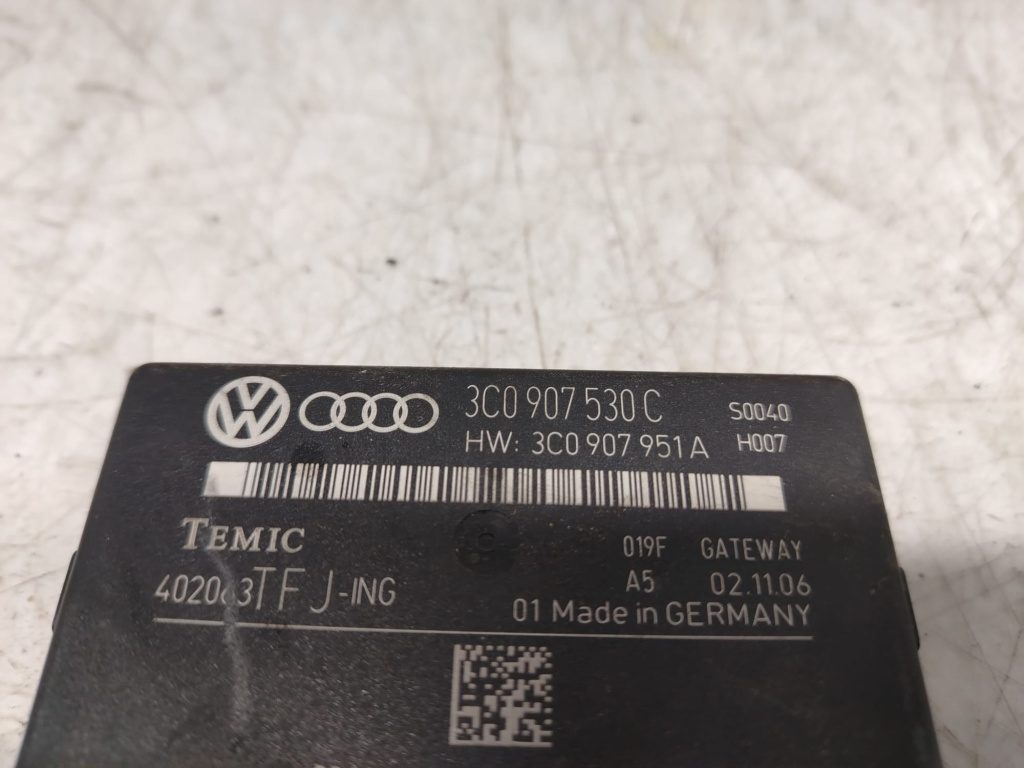 3C0 907 530 C S0040
HW: 3C0 907 951 A H007
TEMIC 019F GATEWAY
TFJ-ING A5 02.11.06
01 Made in GERMANY